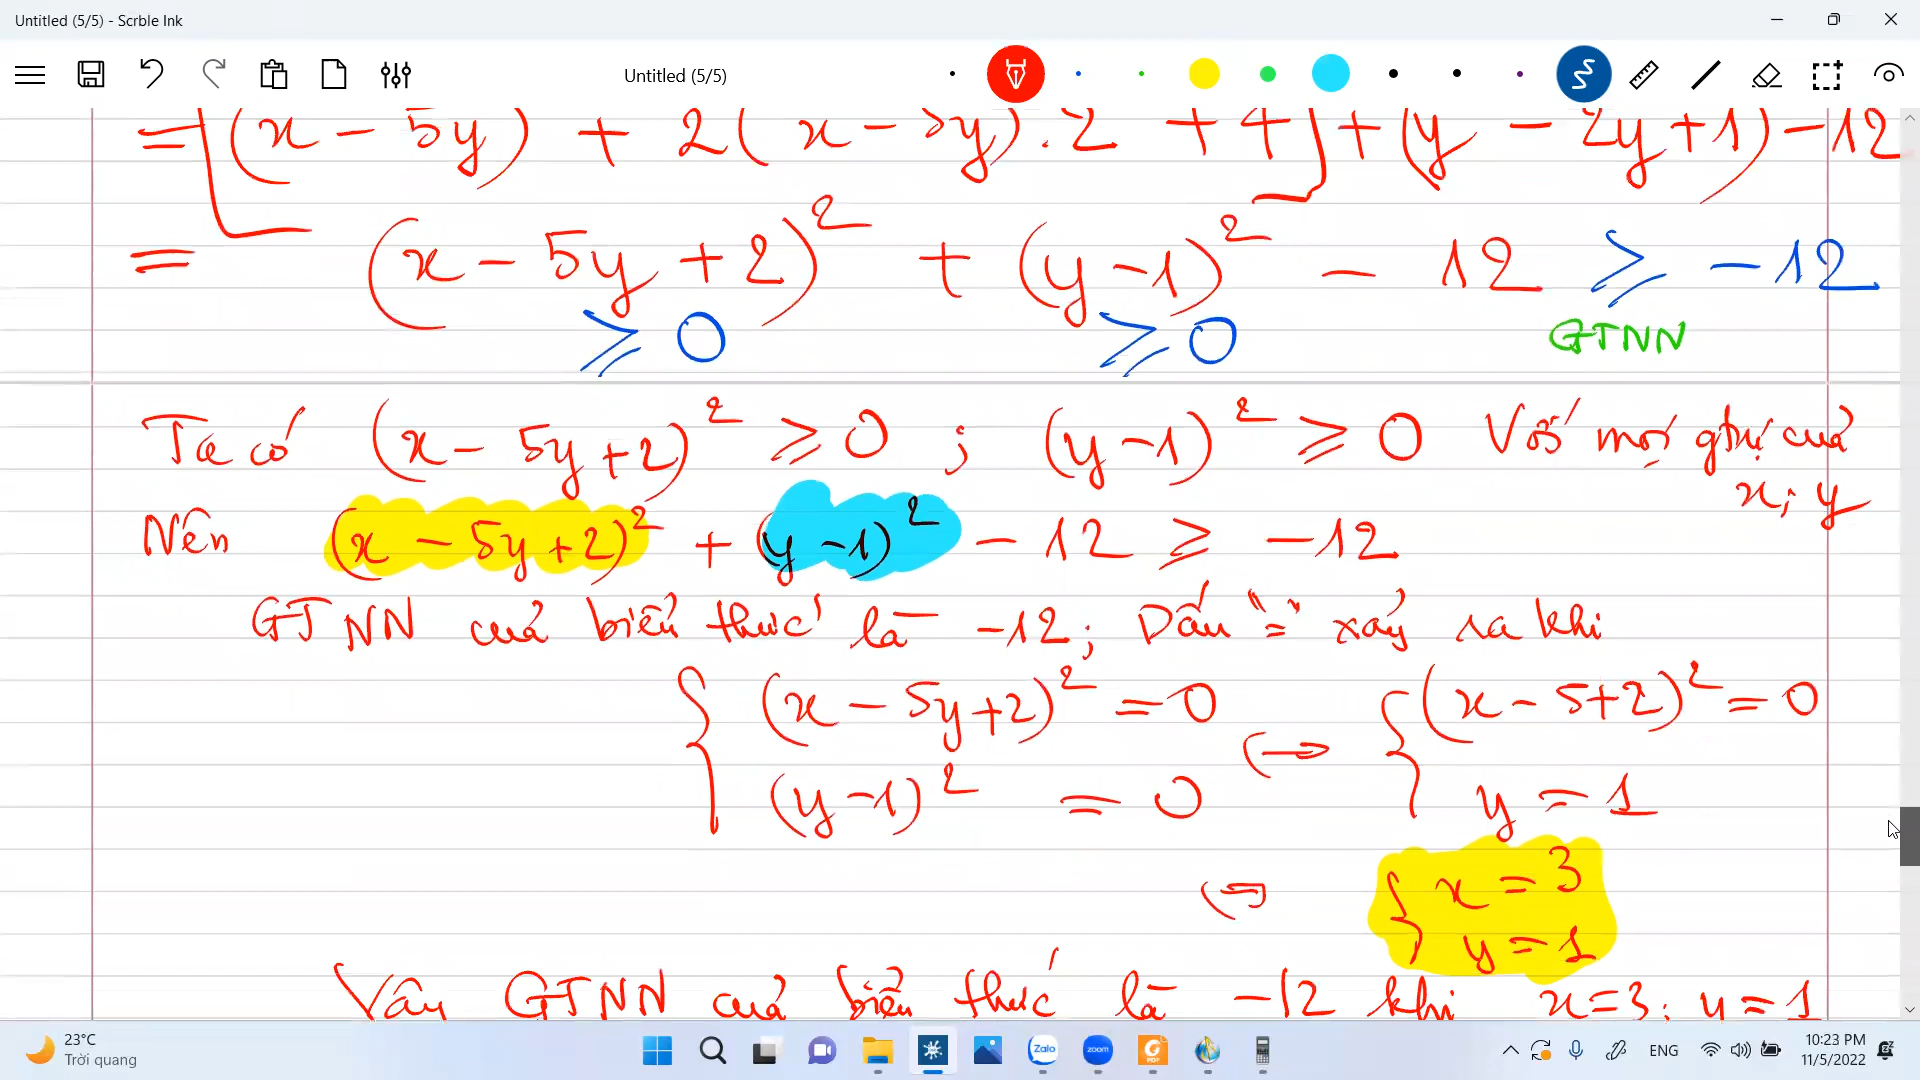 Untitled (5/5) - Scrble Ink
Untitled (5/5)
= [(x - 5y) + 2(x - 5y).2 + 4] + (y - 2y + 1) - 12
= (x - 5y + 2)² + (y - 1)² - 12 ⩾ -12
⩾ 0 ⩾ 0 GTNN
Ta có (x - 5y + 2)² ⩾ 0 ; (y - 1)² ⩾ 0 Với mọi gtrị của
x; y
Nên (x - 5y + 2)² + (y - 1)² - 12 ⩾ -12
GTNN của biểu thức là -12; Dấu "=" xảy ra khi
{ (x - 5y + 2)² = 0 ⇔ { (x - 5 + 2)² = 0
(y - 1)² = 0 y = 1
⇔ { x = 3
y = 1
Vậy GTNN của biểu thức là -12 khi x = 3; y = 1
23°C
Trời quang
Zalo
zoom
PDF
ENG
10:23 PM
11/5/2022